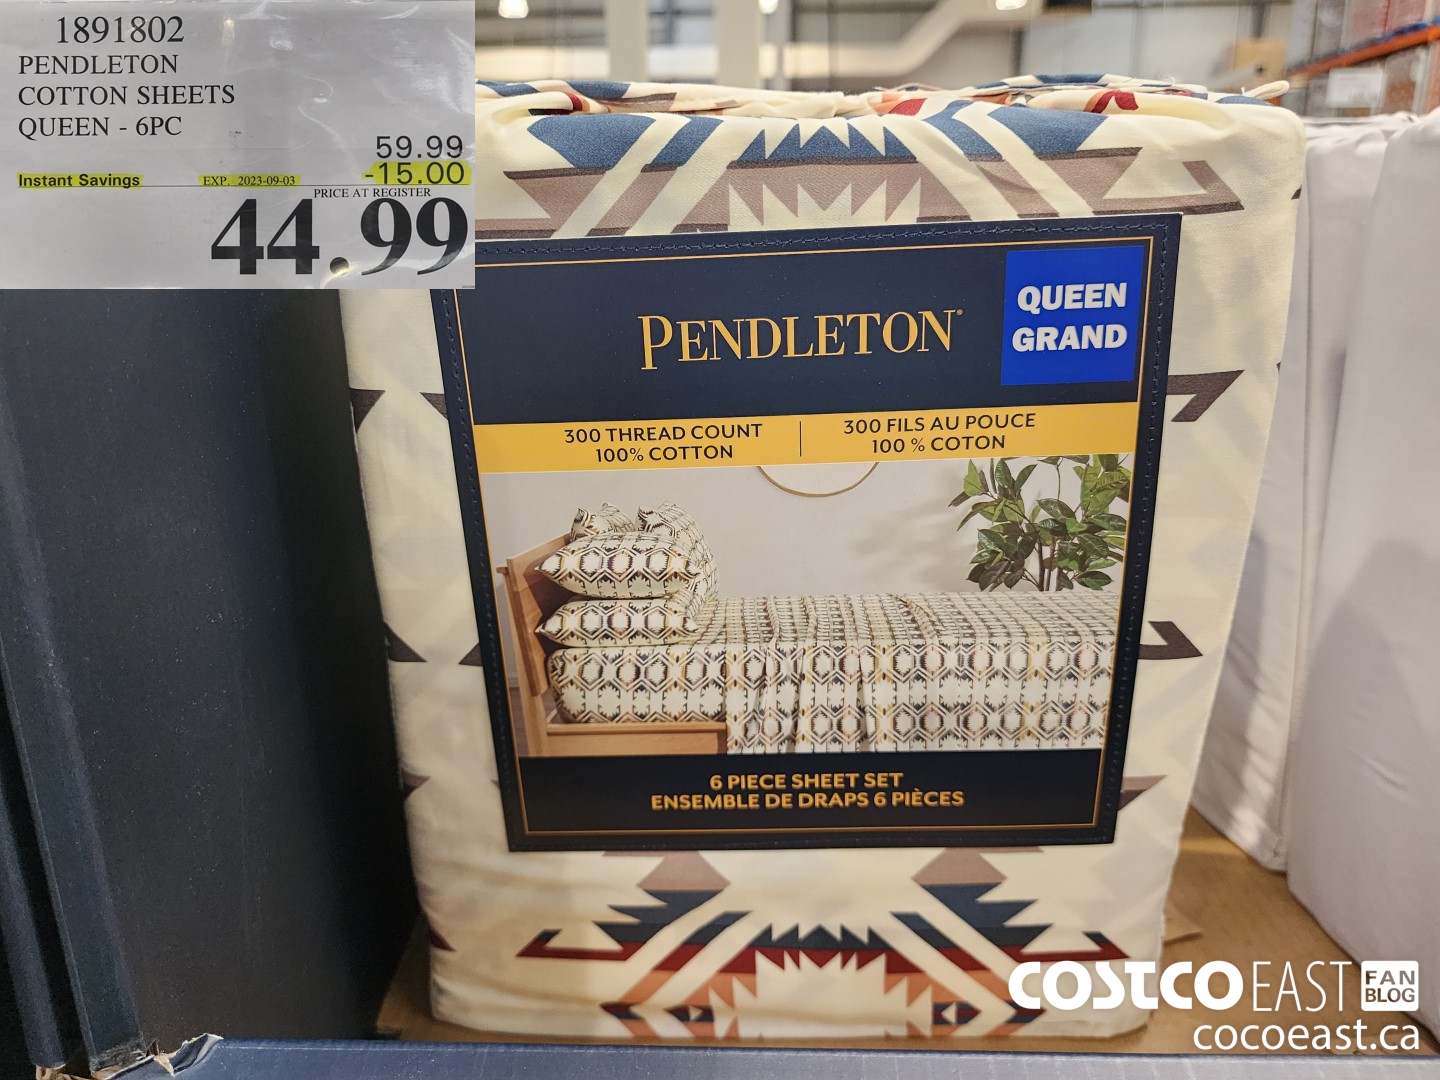 1891802
PENDLETON
COTTON SHEETS
QUEEN - 6PC
59.99
Instant Savings EXP. 2023-09-03 -15.00
PRICE AT REGISTER
44.99
PENDLETON®
QUEEN
GRAND
300 THREAD COUNT
100% COTTON
300 FILS AU POUCE
100 % COTON
6 PIECE SHEET SET
ENSEMBLE DE DRAPS 6 PIÈCES
COSTCO EAST FAN BLOG
cocoeast.ca